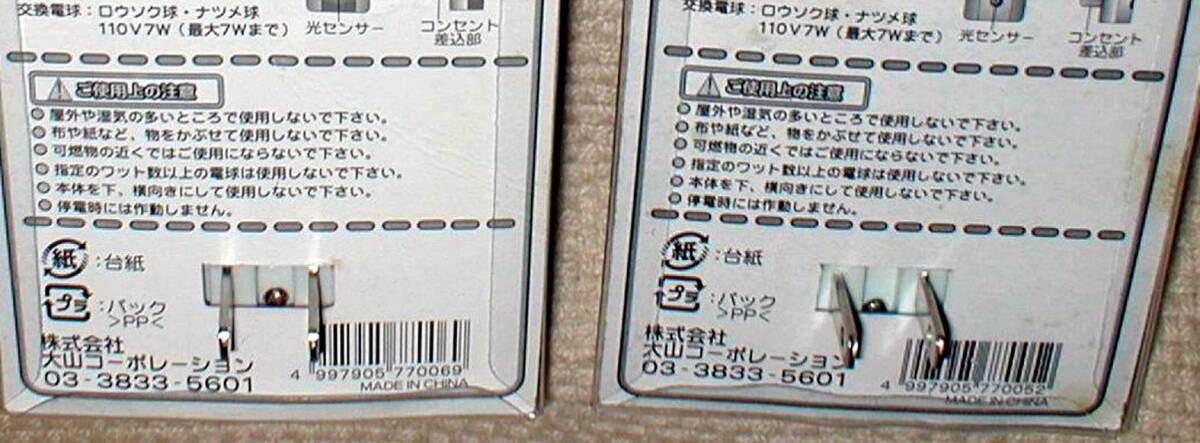 交換電球：ロウソク球・ナツメ球
110V7W（最大7Wまで）
光センサー
コンセント
差込部
ご使用上の注意
屋外や湿気の多いところで使用しないで下さい。
布や紙など、物をかぶせて使用しないで下さい。
可燃物の近くではご使用にならないで下さい。
指定のワット数以上の電球は使用しないで下さい。
本体を下、横向きにして使用しないで下さい。
停電時には作動しません。
紙：台紙
プラ：パック
>PP<
株式会社
大山コーポレーション
03-3833-5601
4 997905 770069
MADE IN CHINA
交換電球：ロウソク球・ナツメ球
110V7W（最大7Wまで）
光センサー
コンセント
差込部
ご使用上の注意
屋外や湿気の多いところで使用しないで下さい。
布や紙など、物をかぶせて使用しないで下さい。
可燃物の近くではご使用にならないで下さい。
指定のワット数以上の電球は使用しないで下さい。
本体を下、横向きにして使用しないで下さい。
停電時には作動しません。
紙：台紙
プラ：パック
>PP<
株式会社
大山コーポレーション
03-3833-5601
4 997905 770052
MADE IN CHINA